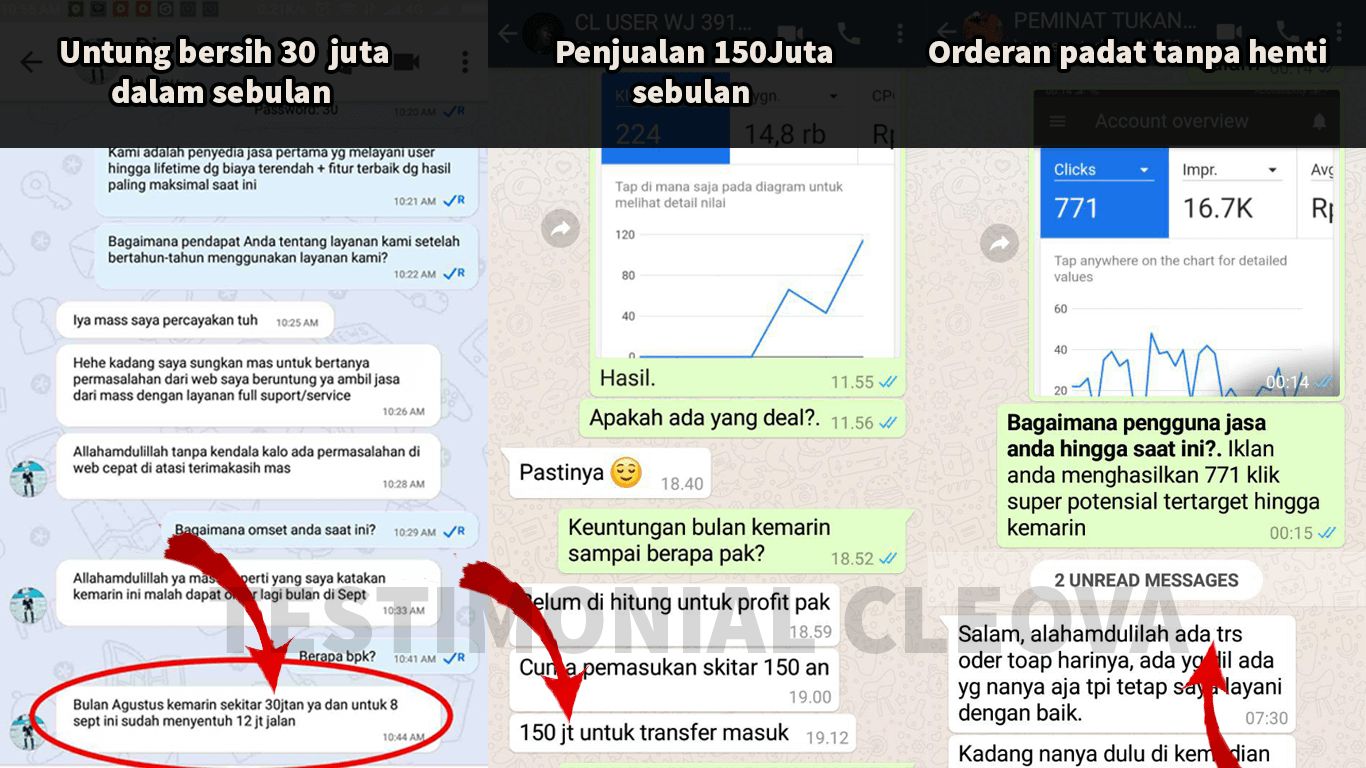 Untung bersih 30 juta
dalam sebulan
Password: 30
10:20 AM
Kami adalah penyedia jasa pertama yg melayani user
hingga lifetime dg biaya terendah + fitur terbaik dg hasil
paling maksimal saat ini
10:21 AM R
Bagaimana pendapat Anda tentang layanan kami setelah
bertahun-tahun menggunakan layanan kami?
10:22 AM R
Iya mass saya percayakan tuh 10:25 AM
Hehe kadang saya sungkan mas untuk bertanya
permasalahan dari web saya beruntung ya ambil jasa
dari mass dengan layanan full suport/service
10:26 AM
Allahamdulillah tanpa kendala kalo ada permasalahan di
web cepat di atasi terimakasih mas
10:28 AM
Bagaimana omset anda saat ini? 10:29 AM R
Allahamdulillah ya mas seperti yang saya katakan
kemarin ini malah dapat order lagi bulan di Sept
10:33 AM
Berapa bpk? 10:41 AM R
Bulan Agustus kemarin sekitar 30jtan ya dan untuk 8
sept ini sudah menyentuh 12 jt jalan
10:44 AM
CL USER WJ 391...
Penjualan 150Juta
sebulan
224
14,8 rb
Rp
Tap di mana saja pada diagram untuk
melihat detail nilai
120
80
40
0
Hasil. 11.55
Apakah ada yang deal?. 11.56
Pastinya 😌 18.40
Keuntungan bulan kemarin
sampai berapa pak? 18.52
Belum di hitung untuk profit pak
18.59
Cuma pemasukan skitar 150 an
19.00
150 jt untuk transfer masuk 19.12
PEMINAT TUKAN...
Orderan padat tanpa henti
Account overview
Clicks
Impr.
Avg
771
16.7K
Rp
Tap anywhere on the chart for detailed
values
60
40
20
00:14
Bagaimana pengguna jasa
anda hingga saat ini?. Iklan
anda menghasilkan 771 klik
super potensial tertarget hingga
kemarin 00:15
2 UNREAD MESSAGES
Salam, alahamdulilah ada trs
oder toap harinya, ada yg dil ada
yg nanya aja tpi tetap saya layani
dengan baik. 07:30
Kadang nanya dulu di kemudian
TESTIMONIAL CLEOVA